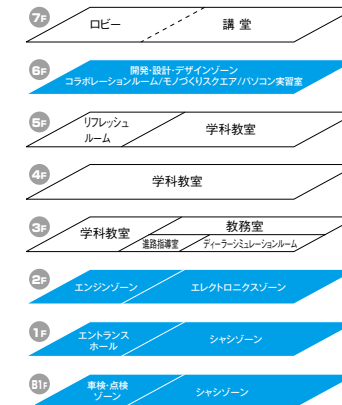 7F
ロビー
講 堂
6F
開発・設計・デザインゾーン
コラボレーションルーム/モノづくりスクエア/パソコン実習室
5F
リフレッシュ
ルーム
学科教室
4F
学科教室
3F
学科教室
教務室
進路指導室
ディーラーシミュレーションルーム
2F
エンジンゾーン
エレクトロニクスゾーン
1F
エントランス
ホール
シャシゾーン
B1F
車検・点検
ゾーン
シャシゾーン